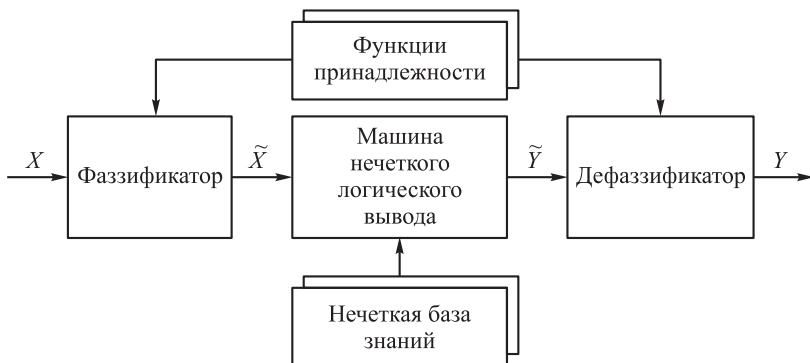 Функции
принадлежности
X
Фаззификатор
X̃
Машина
нечеткого
логического
вывода
Ỹ
Дефаззификатор
Y
Нечеткая база
знаний